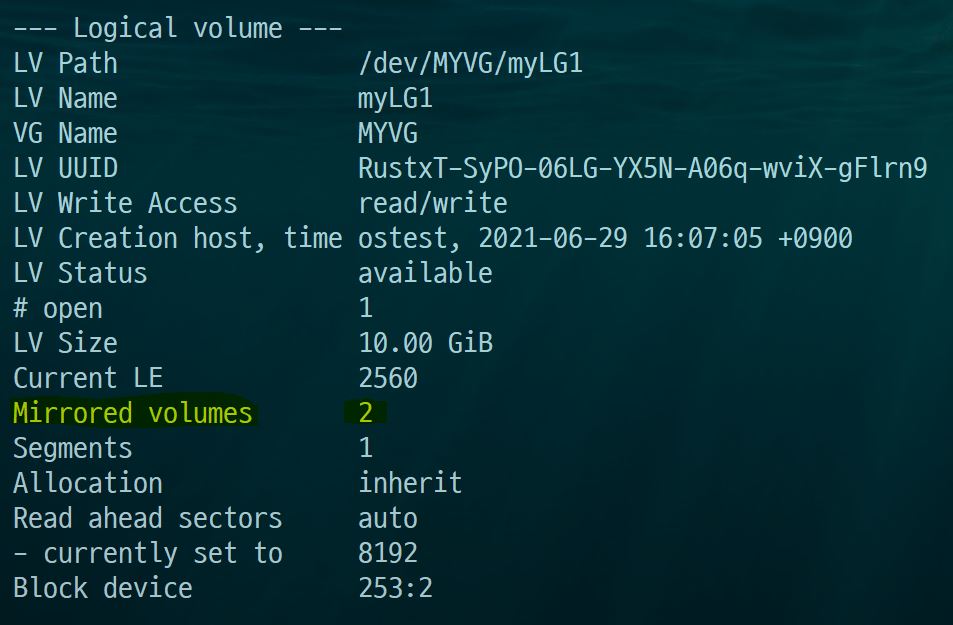 --- Logical volume ---
LV Path /dev/MYVG/myLG1
LV Name myLG1
VG Name MYVG
LV UUID RustxT-SyPO-06LG-YX5N-A06q-wviX-gFlrn9
LV Write Access read/write
LV Creation host, time ostest, 2021-06-29 16:07:05 +0900
LV Status available
# open 1
LV Size 10.00 GiB
Current LE 2560
Mirrored volumes 2
Segments 1
Allocation inherit
Read ahead sectors auto
- currently set to 8192
Block device 253:2